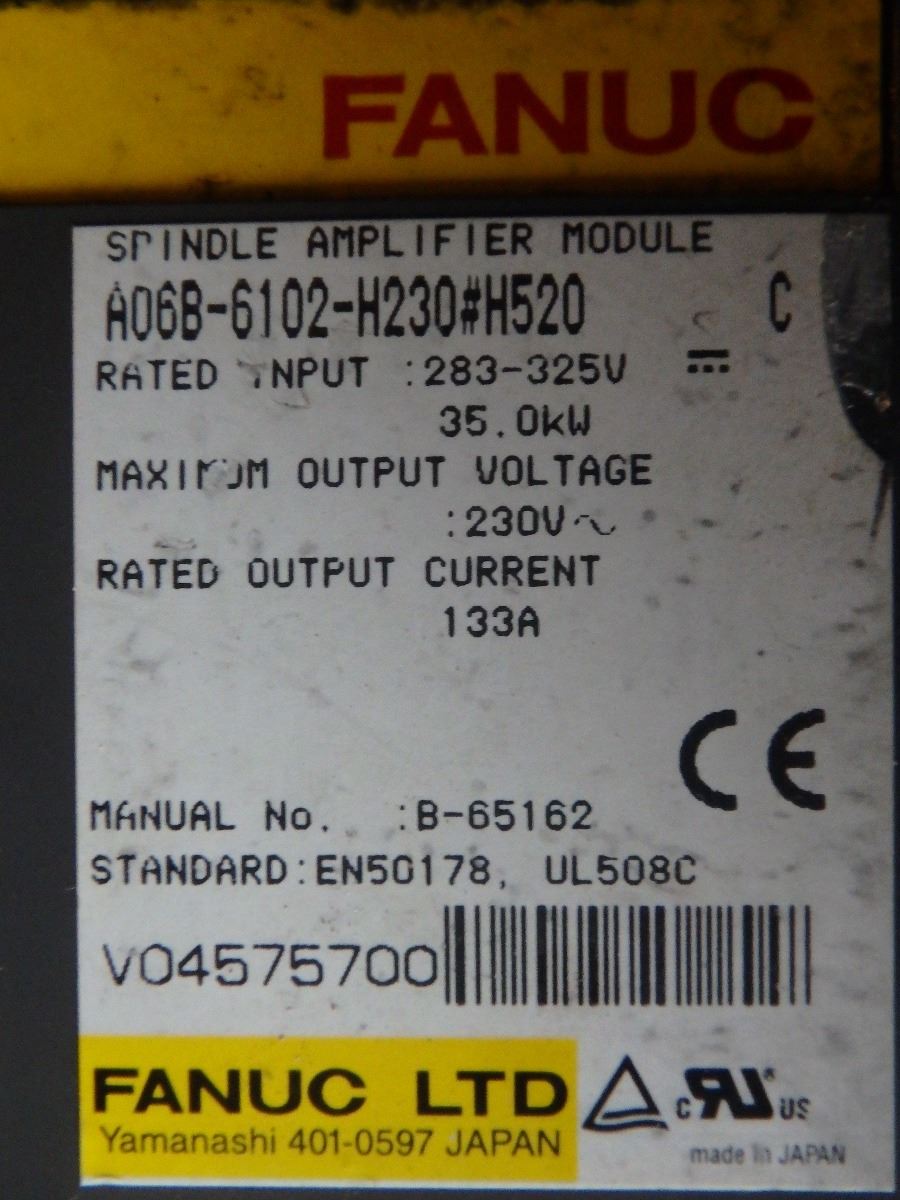 FANUC
SPINDLE AMPLIFIER MODULE
A06B-6102-H230#H520 C
RATED INPUT :283-325V ⎓
35.0kW
MAXIMUM OUTPUT VOLTAGE
:230V~
RATED OUTPUT CURRENT
133A
CE
MANUAL No. :B-65162
STANDARD:EN50178, UL508C
V04575700
FANUC LTD
Yamanashi 401-0597 JAPAN
c RU US
made in JAPAN